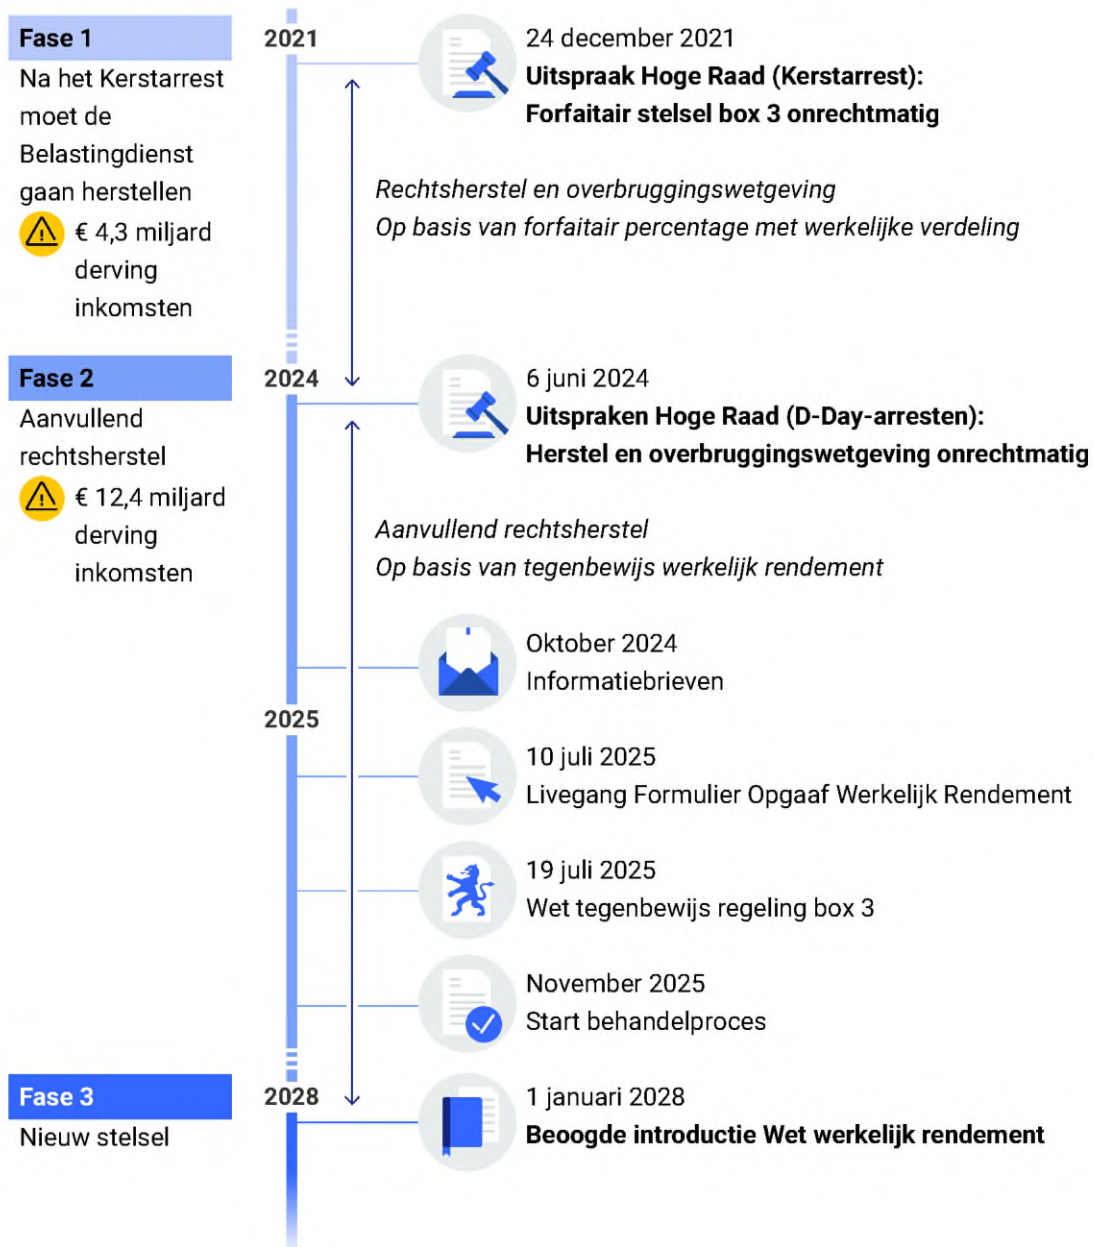 Fase 1
Na het Kerstarrest
moet de
Belastingdienst
gaan herstellen
€ 4,3 miljard
derving
inkomsten
2021
24 december 2021
Uitspraak Hoge Raad (Kerstarrest):
Forfaitair stelsel box 3 onrechtmatig
Rechtsherstel en overbruggingswetgeving
Op basis van forfaitair percentage met werkelijke verdeling
Fase 2
Aanvullend
rechtsherstel
€ 12,4 miljard
derving
inkomsten
2024
6 juni 2024
Uitspraken Hoge Raad (D-Day-arresten):
Herstel en overbruggingswetgeving onrechtmatig
Aanvullend rechtsherstel
Op basis van tegenbewijs werkelijk rendement
Oktober 2024
Informatiebrieven
2025
10 juli 2025
Livegang Formulier Opgaaf Werkelijk Rendement
19 juli 2025
Wet tegenbewijs regeling box 3
November 2025
Start behandelproces
Fase 3
Nieuw stelsel
2028
1 januari 2028
Beoogde introductie Wet werkelijk rendement